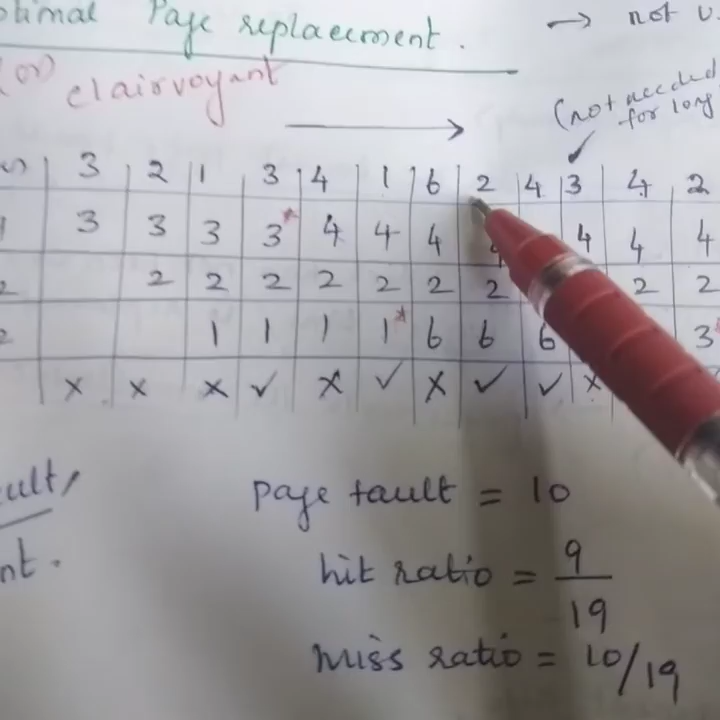 Optimal Page replacement.
→ not
(or)
clairvoyant
(not needed
for long
3 2 1 3 4 1 6 2 4 3 4 2
3 3 3 3* 4 4 4 4 4 4
2 2 2 2 2 2 2 2 2
1 1 1 1* 6 6 6 3
x x x ✓ x ✓ x ✓ ✓ x
Page fault = 10
hit ratio = 9/19
Miss ratio = 10/19